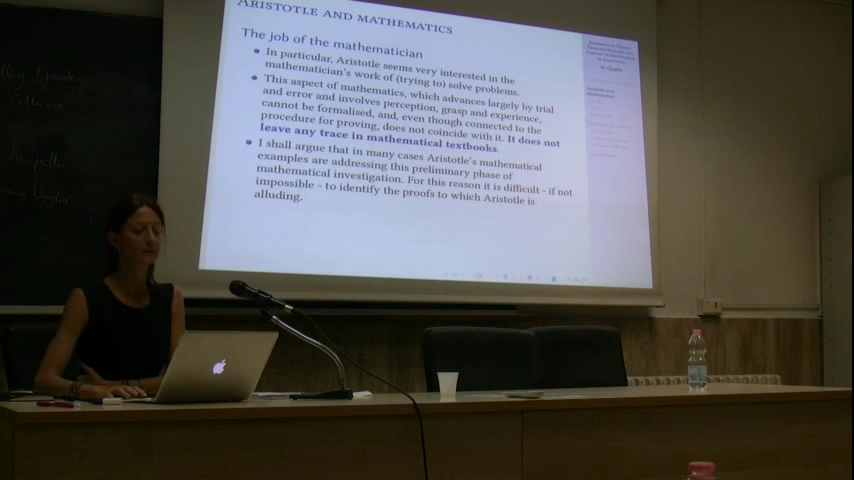 ARISTOTLE AND MATHEMATICS
The job of the mathematician
In particular, Aristotle seems very interested in the
mathematician's work of (trying to) solve problems.
This aspect of mathematics, which advances largely by trial
and error and involves perception, grasp and experience,
cannot be formalised, and, even though connected to the
procedure for proving, does not coincide with it. It does not
leave any trace in mathematical textbooks.
I shall argue that in many cases Aristotle's mathematical
examples are addressing this preliminary phase of
mathematical investigation. For this reason it is difficult - if not
impossible - to identify the proofs to which Aristotle is
alluding.